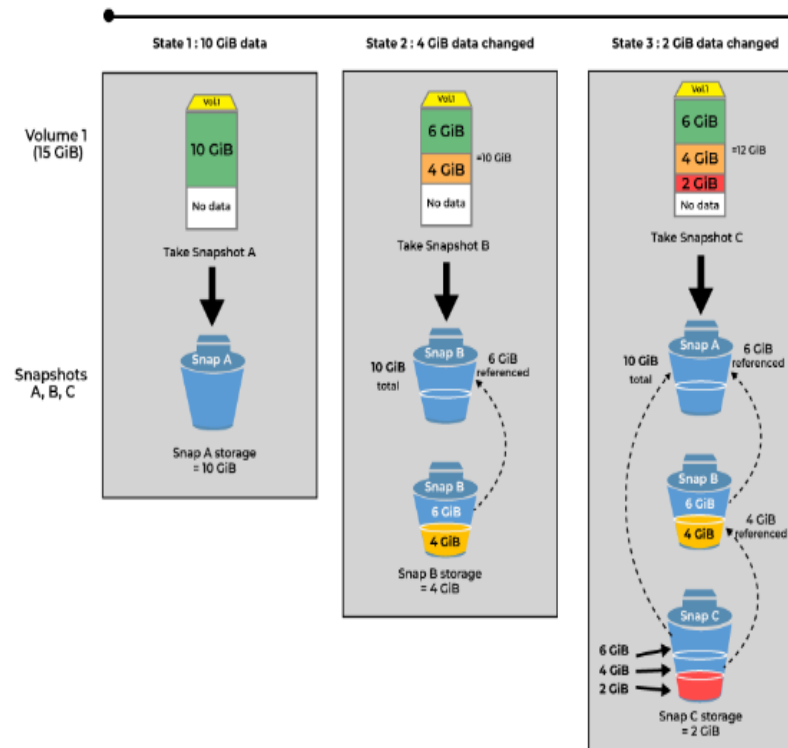 State 1 : 10 GiB data
State 2 : 4 GiB data changed
State 3 : 2 GiB data changed
Volume 1
(15 GiB)
Vol.1
10 GiB
No data
Take Snapshot A
Snap A
Snap A storage
= 10 GiB
Snapshots
A, B, C
Vol.1
6 GiB
4 GiB
=10 GiB
No data
Take Snapshot B
Snap B
10 GiB
total
6 GiB
referenced
Snap B
6 GiB
4 GiB
Snap B storage
= 4 GiB
Vol.1
6 GiB
4 GiB
=12 GiB
2 GiB
No data
Take Snapshot C
Snap A
10 GiB
total
6 GiB
referenced
Snap B
6 GiB
4 GiB
4 GiB
referenced
Snap C
6 GiB
4 GiB
2 GiB
Snap C storage
= 2 GiB